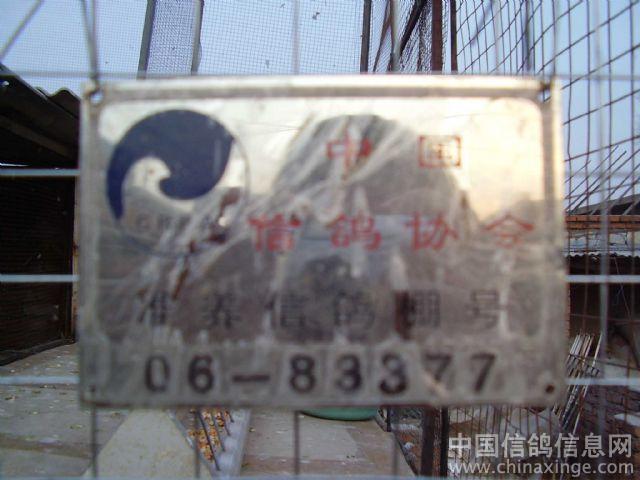 中国
信鸽协会
准养信鸽棚号
06-83377
中国信鸽信息网
www.chinaxinge.com